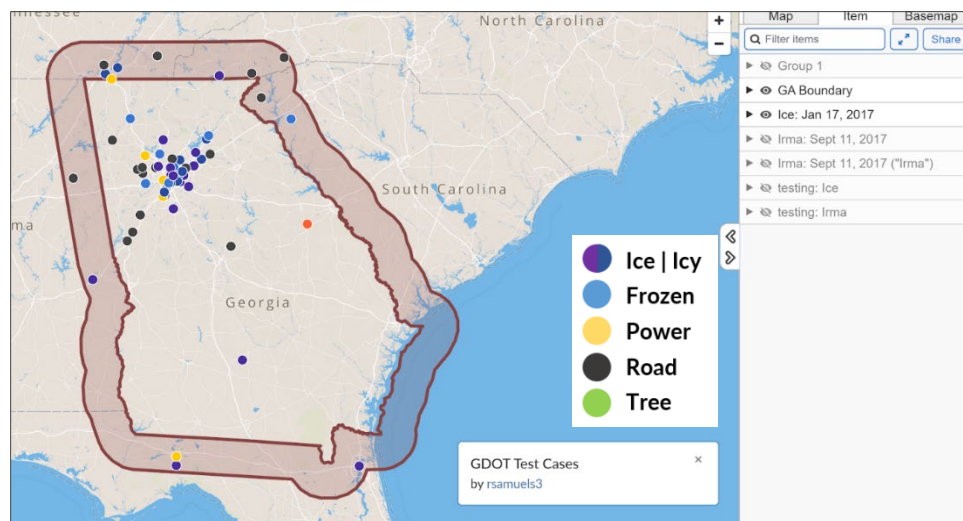 nnessee
North Carolina
South Carolina
ma
Georgia
+
−
Ice | Icy
Frozen
Power
Road
Tree
GDOT Test Cases
×
by rsamuels3
Map Item Basemap
Filter items Share
Group 1
GA Boundary
Ice: Jan 17, 2017
Irma: Sept 11, 2017
Irma: Sept 11, 2017 ("Irma")
testing: Ice
testing: Irma